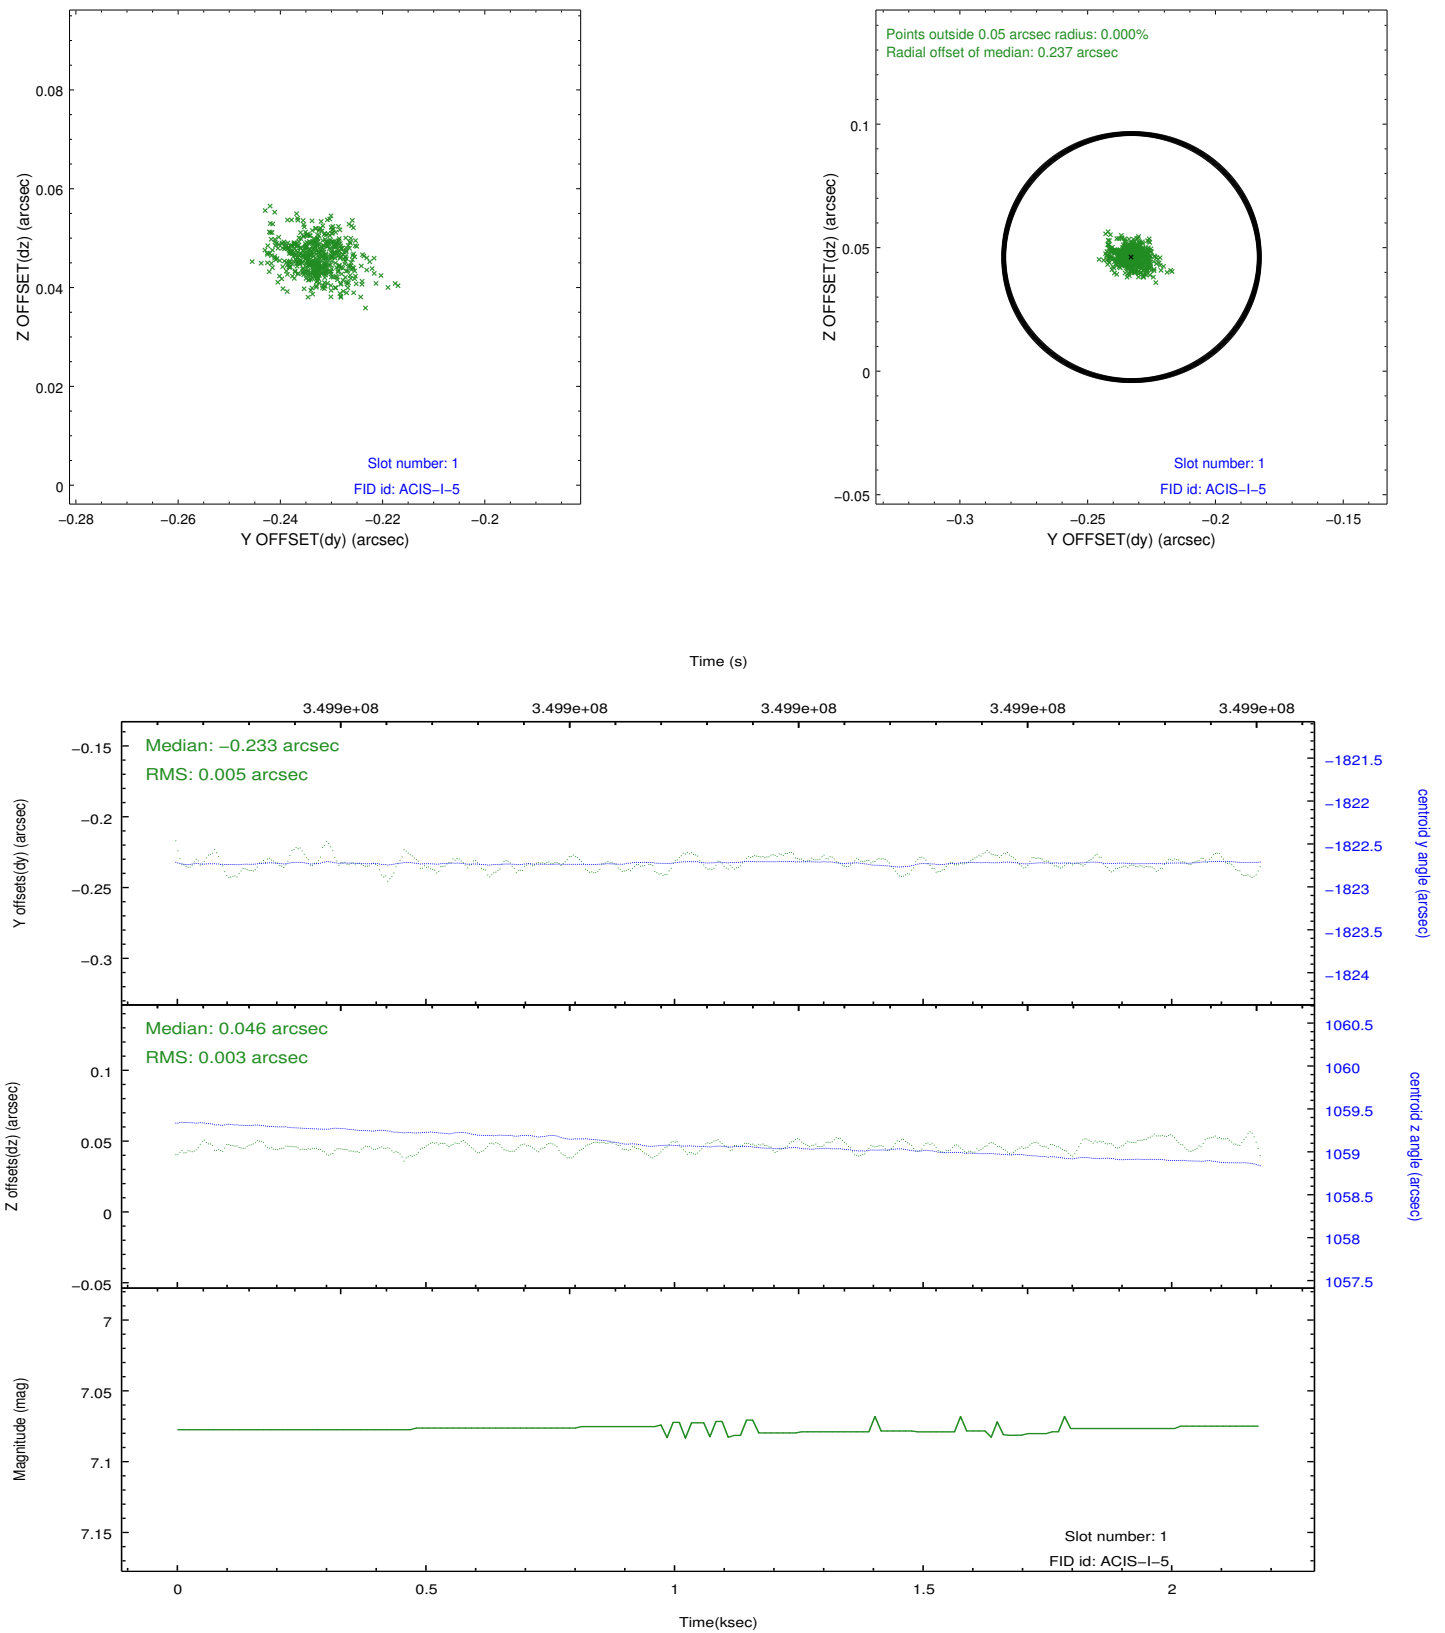 0.08
0.06
0.04
0.02
0
Z OFFSET(dz) (arcsec)
Slot number: 1
FID id: ACIS−I−5
−0.28
−0.26
−0.24
−0.22
−0.2
Y OFFSET(dy) (arcsec)
Points outside 0.05 arcsec radius: 0.000%
Radial offset of median: 0.237 arcsec
0.1
0.05
0
−0.05
Z OFFSET(dz) (arcsec)
Slot number: 1
FID id: ACIS−I−5
−0.3
−0.25
−0.2
−0.15
Y OFFSET(dy) (arcsec)
Time (s)
3.499e+08
3.499e+08
3.499e+08
3.499e+08
3.499e+08
Median: −0.233 arcsec
RMS: 0.005 arcsec
−0.15
−0.2
−0.25
−0.3
Y offsets(dy) (arcsec)
−1821.5
−1822
−1822.5
−1823
−1823.5
−1824
centroid y angle (arcsec)
Median: 0.046 arcsec
RMS: 0.003 arcsec
0.1
0.05
0
−0.05
Z offsets(dz) (arcsec)
1060.5
1060
1059.5
1059
1058.5
1058
1057.5
centroid z angle (arcsec)
7
7.05
7.1
7.15
Magnitude (mag)
Slot number: 1
FID id: ACIS−I−5
0
0.5
1
1.5
2
Time(ksec)